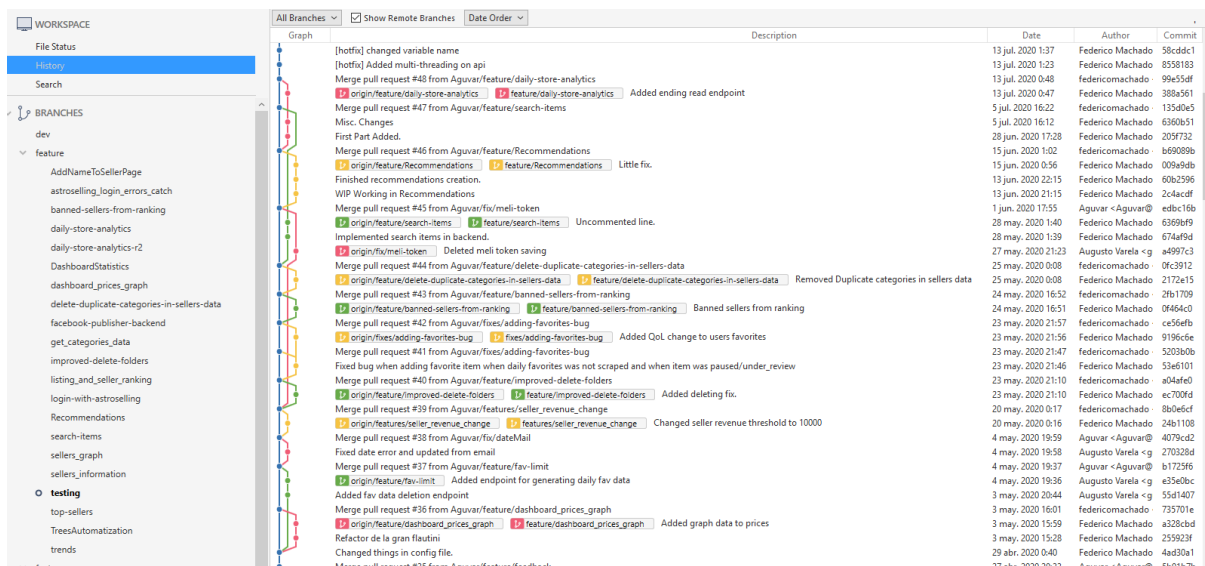 WORKSPACE
File Status
History
Search
BRANCHES
dev
feature
AddNameToSellerPage
astroselling_login_errors_catch
banned-sellers-from-ranking
daily-store-analytics
daily-store-analytics-r2
DashboardStatistics
dashboard_prices_graph
delete-duplicate-categories-in-sellers-data
facebook-publisher-backend
get_categories_data
improved-delete-folders
listing_and_seller_ranking
login-with-astroselling
Recommendations
search-items
sellers_graph
sellers_information
testing
top-sellers
TreesAutomatization
trends
All Branches Show Remote Branches Date Order
Graph Description Date Author Commit
[hotfix] changed variable name 13 jul. 2020 1:37 Federico Machado 58cddc1
[hotfix] Added multi-threading on api 13 jul. 2020 1:23 Federico Machado 8558183
Merge pull request #48 from Aguvar/feature/daily-store-analytics 13 jul. 2020 0:48 federicomachado 99e55df
origin/feature/daily-store-analytics feature/daily-store-analytics Added ending read endpoint 13 jul. 2020 0:47 Federico Machado 388a561
Merge pull request #47 from Aguvar/feature/search-items 5 jul. 2020 16:22 federicomachado 135d0e5
Misc. Changes 5 jul. 2020 16:12 Federico Machado 6360b51
First Part Added. 28 jun. 2020 17:28 Federico Machado 205f732
Merge pull request #46 from Aguvar/feature/Recommendations 15 jun. 2020 1:02 federicomachado b69089b
origin/feature/Recommendations feature/Recommendations Little fix. 15 jun. 2020 0:56 Federico Machado 009a9db
Finished recommendations creation. 13 jun. 2020 22:15 Federico Machado 60b2596
WIP Working in Recommendations 13 jun. 2020 21:15 Federico Machado 2c4acdf
Merge pull request #45 from Aguvar/fix/meli-token 1 jun. 2020 17:55 Aguvar <Aguvar@ edbc16b
origin/feature/search-items feature/search-items Uncommented line. 28 may. 2020 1:40 Federico Machado 6369bf9
Implemented search items in backend. 28 may. 2020 1:39 Federico Machado 674af9d
origin/fix/meli-token Deleted meli token saving 27 may. 2020 21:23 Augusto Varela <g a4997c3
Merge pull request #44 from Aguvar/feature/delete-duplicate-categories-in-sellers-data 25 may. 2020 0:08 federicomachado 0fc3912
origin/feature/delete-duplicate-categories-in-sellers-data feature/delete-duplicate-categories-in-sellers-data Removed Duplicate categories in sellers data 25 may. 2020 0:08 Federico Machado 2172e15
Merge pull request #43 from Aguvar/feature/banned-sellers-from-ranking 24 may. 2020 16:52 federicomachado 2fb1709
origin/feature/banned-sellers-from-ranking feature/banned-sellers-from-ranking Banned sellers from ranking 24 may. 2020 16:51 Federico Machado 0f464c0
Merge pull request #42 from Aguvar/fixes/adding-favorites-bug 23 may. 2020 21:57 federicomachado ce56efb
origin/fixes/adding-favorites-bug fixes/adding-favorites-bug Added QoL change to users favorites 23 may. 2020 21:56 Federico Machado 9196c6e
Merge pull request #41 from Aguvar/fixes/adding-favorites-bug 23 may. 2020 21:47 federicomachado 5203b0b
Fixed bug when adding favorite item when daily favorites was not scraped and when item was paused/under_review 23 may. 2020 21:46 Federico Machado 53e6101
Merge pull request #40 from Aguvar/feature/improved-delete-folders 23 may. 2020 21:10 federicomachado a04afe0
origin/feature/improved-delete-folders feature/improved-delete-folders Added deleting fix. 23 may. 2020 21:10 Federico Machado ec700fd
Merge pull request #39 from Aguvar/features/seller_revenue_change 20 may. 2020 0:17 federicomachado 8b0e6cf
origin/features/seller_revenue_change features/seller_revenue_change Changed seller revenue threshold to 10000 20 may. 2020 0:16 Federico Machado 24b1108
Merge pull request #38 from Aguvar/fix/dateMail 4 may. 2020 19:59 Aguvar <Aguvar@ 4079cd2
Fixed date error and updated from email 4 may. 2020 19:58 Augusto Varela <g 270328d
Merge pull request #37 from Aguvar/feature/fav-limit 4 may. 2020 19:37 Aguvar <Aguvar@ b1725f6
origin/feature/fav-limit Added endpoint for generating daily fav data 4 may. 2020 19:36 Augusto Varela <g e35e0bc
Added fav data deletion endpoint 3 may. 2020 20:44 Augusto Varela <g 55d1407
Merge pull request #36 from Aguvar/feature/dashboard_prices_graph 3 may. 2020 16:01 federicomachado 735701e
origin/feature/dashboard_prices_graph feature/dashboard_prices_graph Added graph data to prices 3 may. 2020 15:59 Federico Machado a328cbd
Refactor de la gran flautini 3 may. 2020 15:28 Federico Machado 255923f
Changed things in config file. 29 abr. 2020 0:40 Federico Machado 4ad30a1